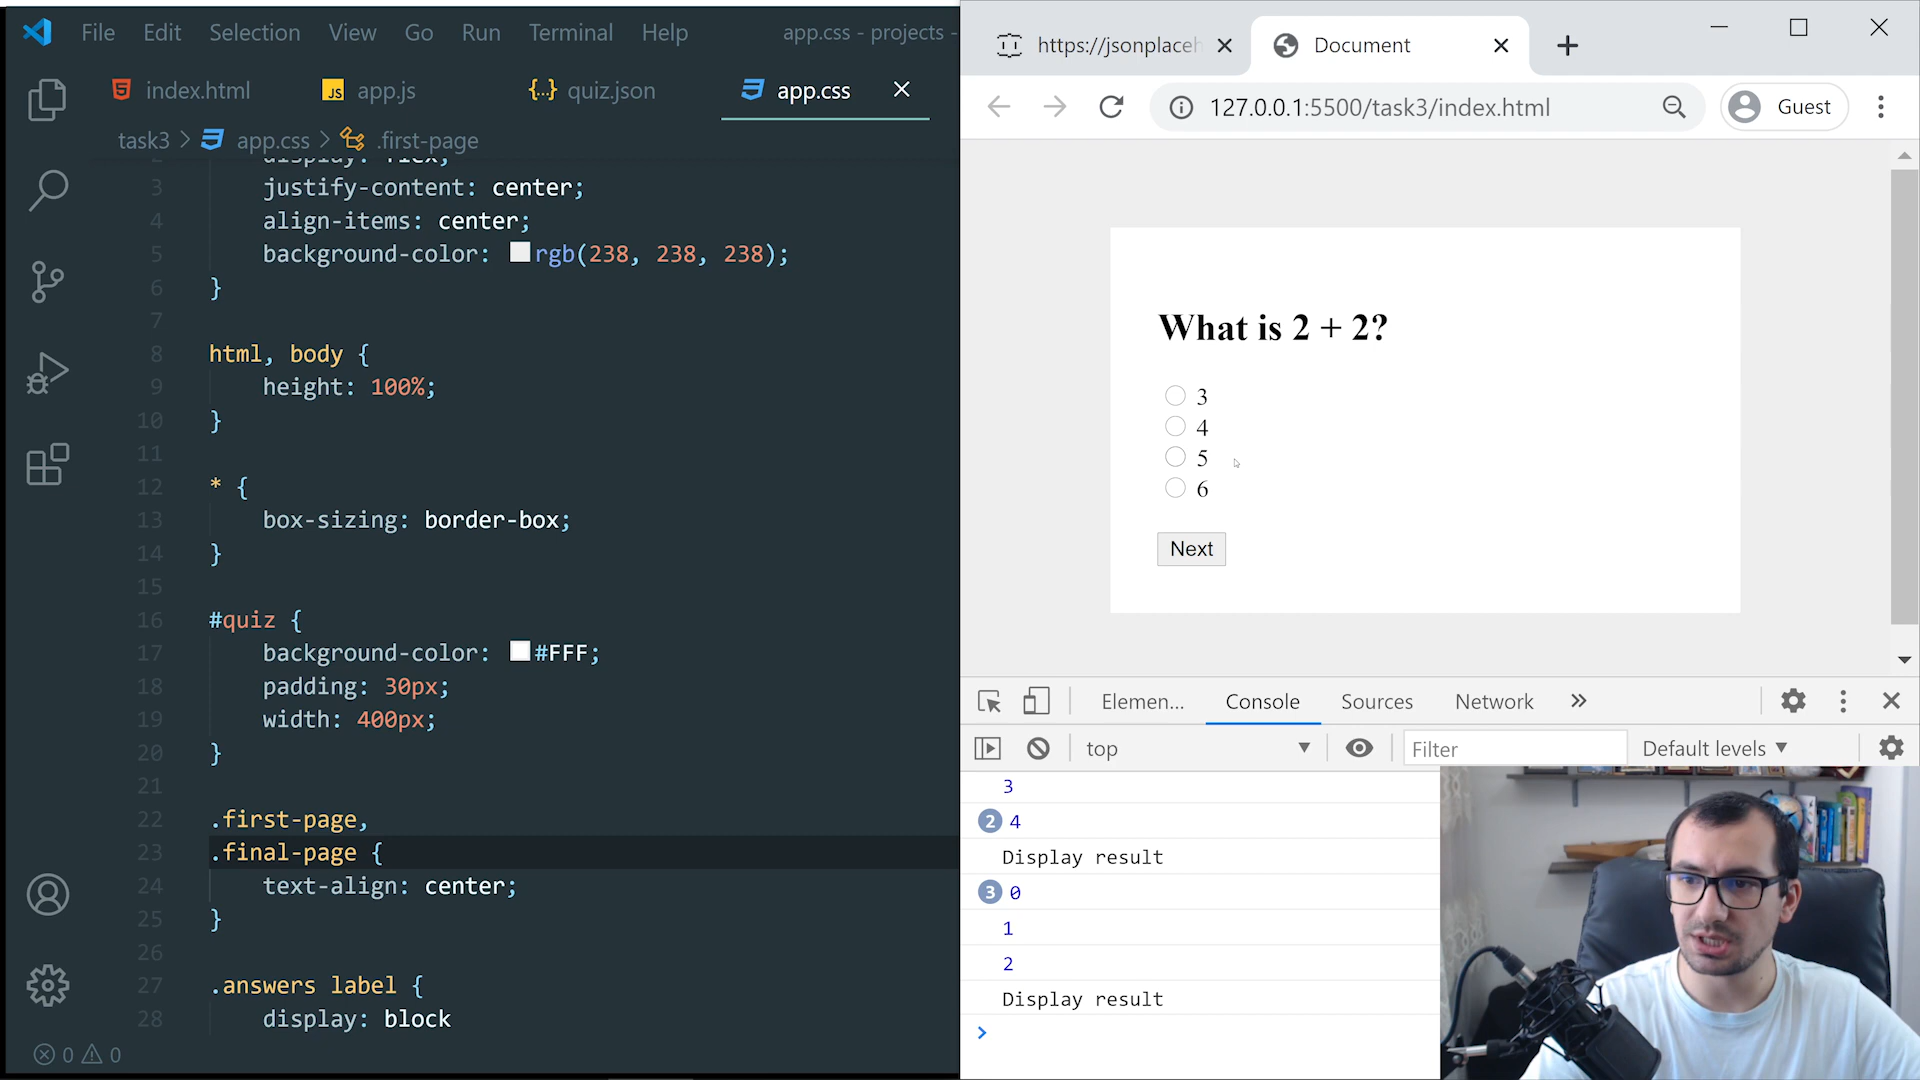 File Edit Selection View Go Run Terminal Help app.css - projects -
index.html app.js quiz.json app.css
task3 > app.css > .first-page
2 display: flex;
3 justify-content: center;
4 align-items: center;
5 background-color: rgb(238, 238, 238);
6 }
7
8 html, body {
9 height: 100%;
10 }
11
12 * {
13 box-sizing: border-box;
14 }
15
16 #quiz {
17 background-color: #FFF;
18 padding: 30px;
19 width: 400px;
20 }
21
22 .first-page,
23 .final-page {
24 text-align: center;
25 }
26
27 .answers label {
28 display: block
0 0
https://jsonplaceh Document
127.0.0.1:5500/task3/index.html Guest
What is 2 + 2?
3
4
5
6
Next
Elemen... Console Sources Network
top Filter Default levels
3
2 4
Display result
3 0
1
2
Display result